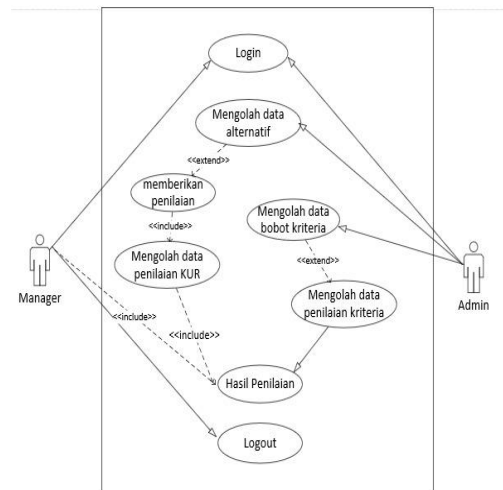 Login
Mengolah data
alternatif
<<extend>>
memberikan
penilaian
<<include>>
Mengolah data
bobot kriteria
Mengolah data
penilaian KUR
<<extend>>
Manager
Admin
Mengolah data
penilaian kriteria
<<include>>
<<include>>
Hasil Penilaian
Logout